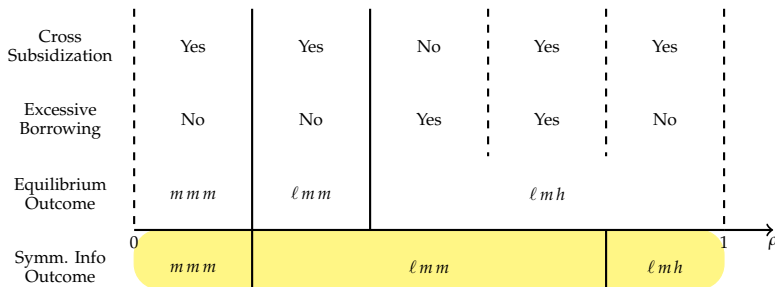 Cross
Subsidization
Yes
Yes
No
Yes
Yes
Excessive
Borrowing
No
No
Yes
Yes
No
Equilibrium
Outcome
m m m
ℓ m m
ℓ m h
0
1
ρ
Symm. Info
Outcome
m m m
ℓ m m
ℓ m h